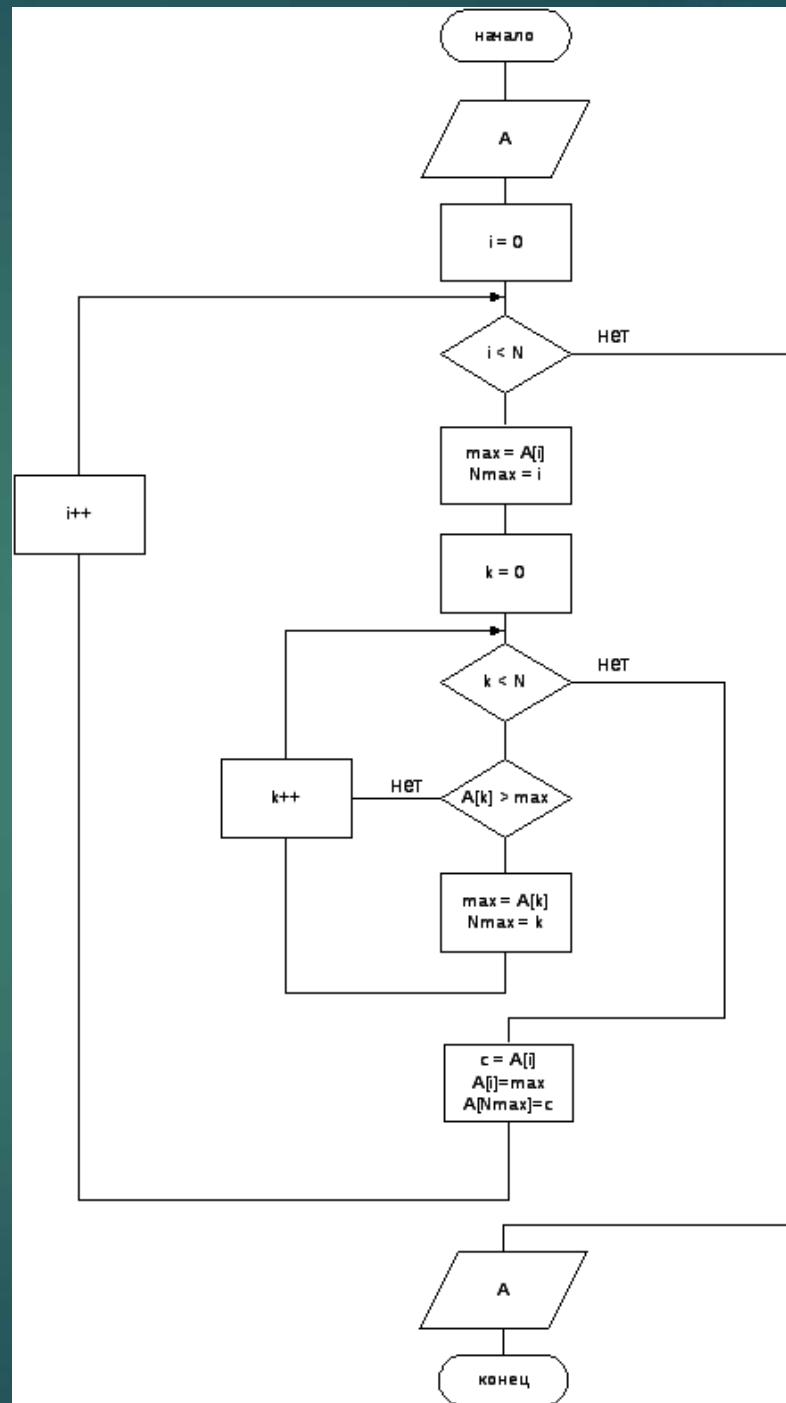 начало
A
i = 0
i < N
нет
max = A[i]
Nmax = i
i++
k = 0
k < N
нет
k++
нет
A[k] > max
max = A[k]
Nmax = k
c = A[i]
A[i]=max
A[Nmax]=c
A
конец